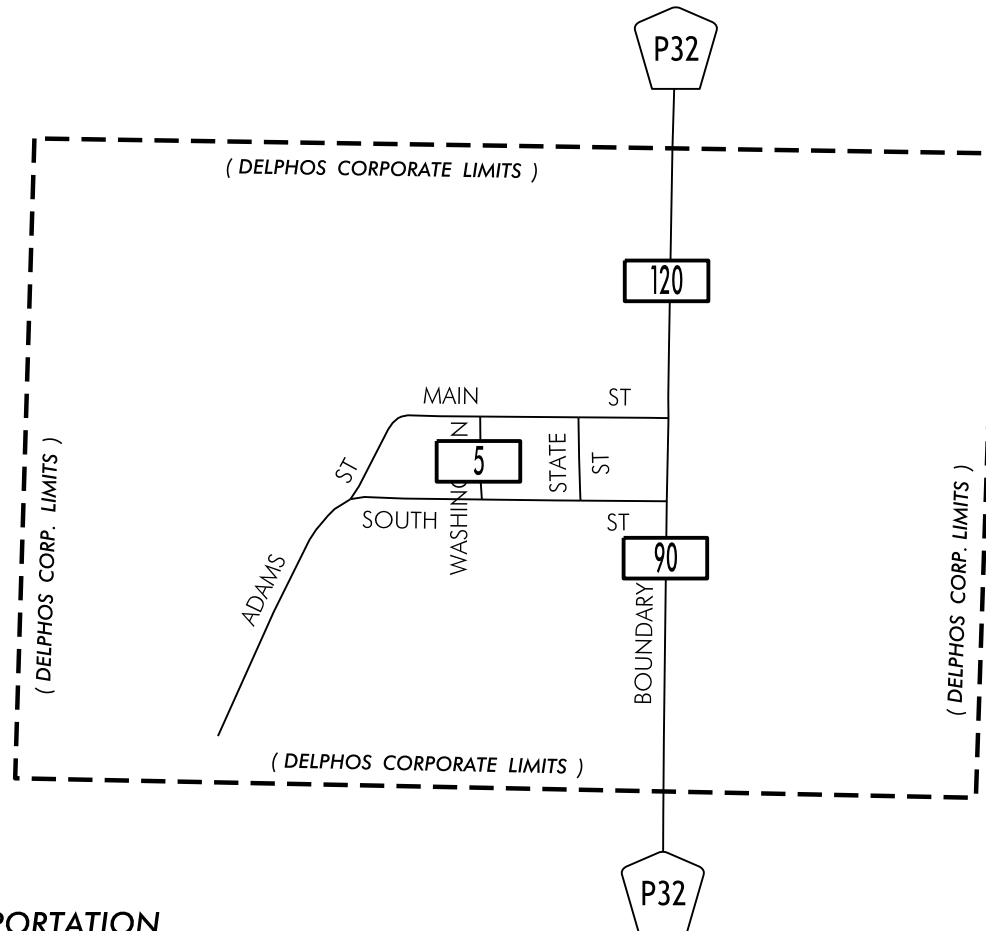 P32
( DELPHOS CORPORATE LIMITS )
120
MAIN ST
ST
5
STATE ST
( DELPHOS CORP. LIMITS )
( DELPHOS CORP. LIMITS )
SOUTH ST
90
ADAMS
BOUNDARY
( DELPHOS CORPORATE LIMITS )
P32